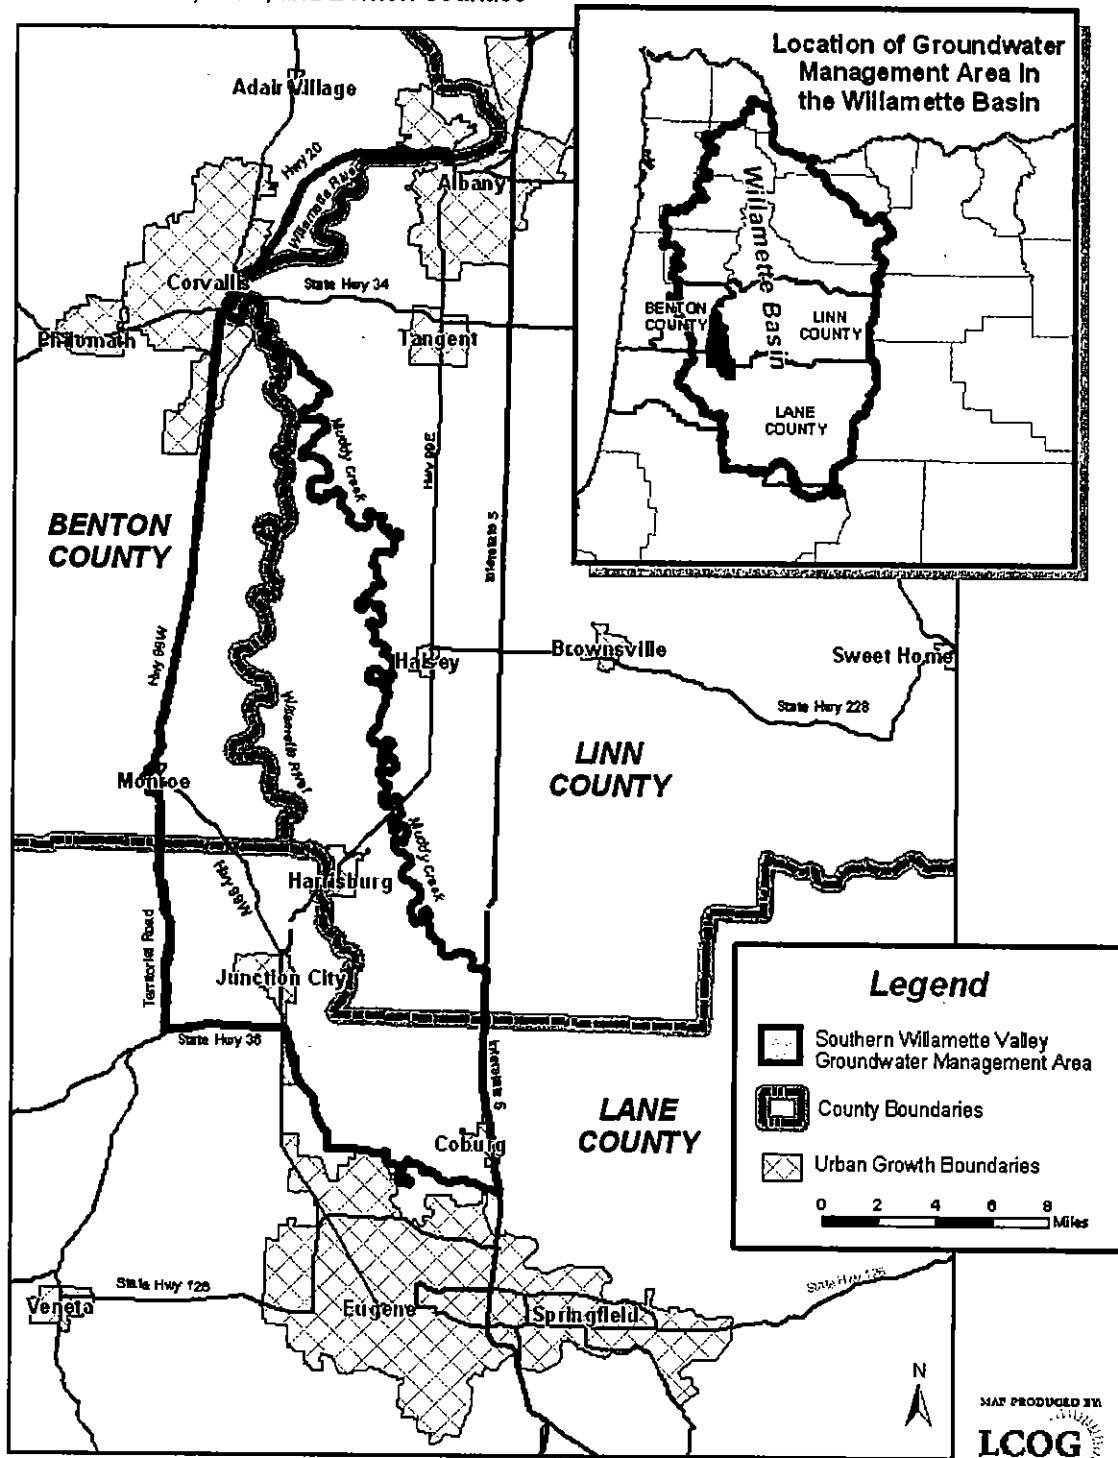 Location of Groundwater
Management Area in
the Willamette Basin
Willamette Basin
BENTON
COUNTY
LINN
COUNTY
LANE
COUNTY
Adair Village
Hwy 20
Willamette River
Albany
Corvallis
State Hwy 34
Philomath
Tangent
Muddy Creek
Hwy 99E
Interstate 5
BENTON
COUNTY
Hwy 99W
Halsey
Brownsville
Sweet Home
State Hwy 228
Willamette River
LINN
COUNTY
Monroe
Muddy Creek
Hwy 99W
Harrisburg
Territorial Road
Junction City
State Hwy 36
Interstate 5
LANE
COUNTY
Coburg
Legend
Southern Willamette Valley
Groundwater Management Area
County Boundaries
Urban Growth Boundaries
0 2 4 6 8
Miles
State Hwy 126
State Hwy 126
Veneta
Eugene
Springfield
N
MAP PRODUCED BY:
LCOG